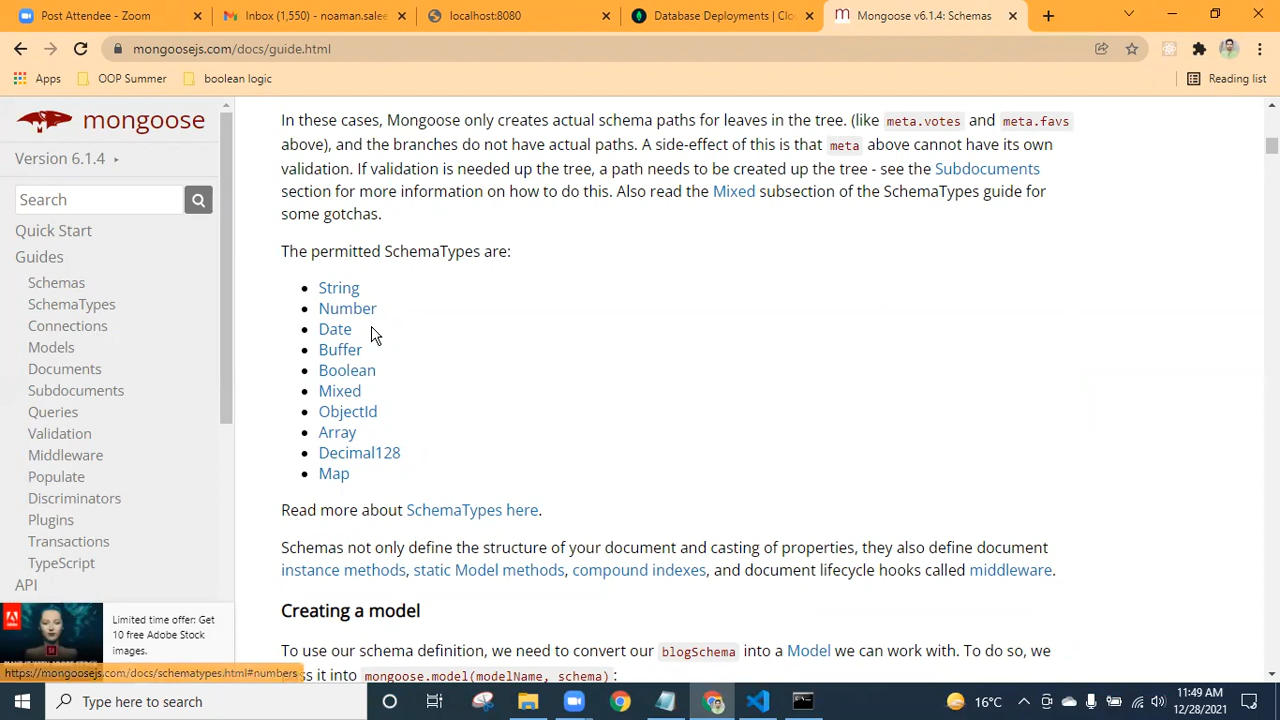 Post Attendee - Zoom
Inbox (1,550) - noaman.sale
localhost:8080
Database Deployments | Clo
Mongoose v6.1.4: Schemas
mongoosejs.com/docs/guide.html
Apps
OOP Summer
boolean logic
Reading list
mongoose
Version 6.1.4
Search
Quick Start
Guides
Schemas
SchemaTypes
Connections
Models
Documents
Subdocuments
Queries
Validation
Middleware
Populate
Discriminators
Plugins
Transactions
TypeScript
API
Limited time offer: Get
10 free Adobe Stock
images.
https://mongoosejs.com/docs/schematypes.html#numbers
In these cases, Mongoose only creates actual schema paths for leaves in the tree. (like meta.votes and meta.favs
above), and the branches do not have actual paths. A side-effect of this is that meta above cannot have its own
validation. If validation is needed up the tree, a path needs to be created up the tree - see the Subdocuments
section for more information on how to do this. Also read the Mixed subsection of the SchemaTypes guide for
some gotchas.
The permitted SchemaTypes are:
• String
• Number
• Date
• Buffer
• Boolean
• Mixed
• ObjectId
• Array
• Decimal128
• Map
Read more about SchemaTypes here.
Schemas not only define the structure of your document and casting of properties, they also define document
instance methods, static Model methods, compound indexes, and document lifecycle hooks called middleware.
Creating a model
To use our schema definition, we need to convert our blogSchema into a Model we can work with. To do so, we
s it into mongoose.model(modelName, schema) :
Type here to search
16°C
11:49 AM
12/28/2021